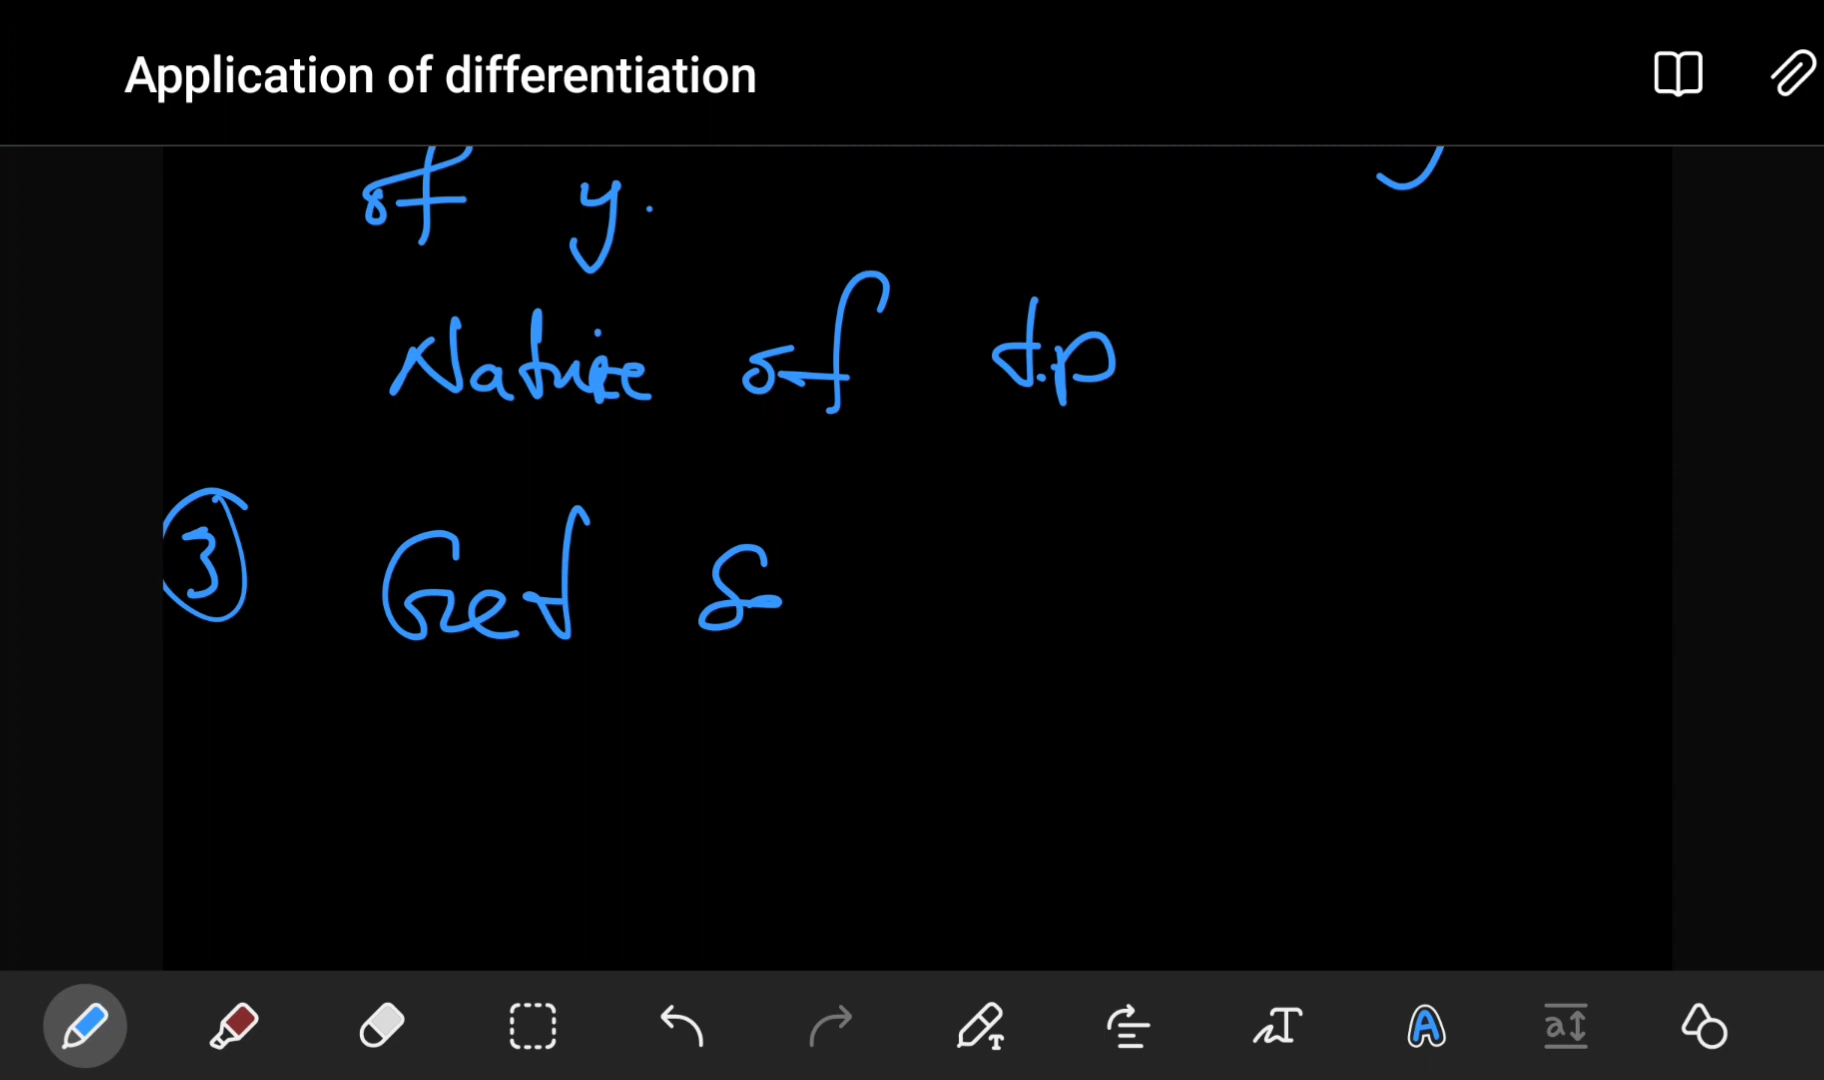 Application of differentiation
of y.
Nature of t.p
③ Get S